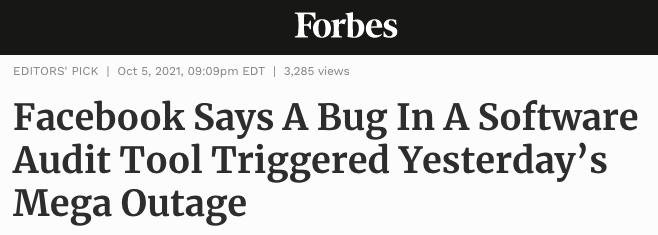 Forbes
EDITORS' PICK | Oct 5, 2021, 09:09pm EDT | 3,285 views
Facebook Says A Bug In A Software
Audit Tool Triggered Yesterday’s
Mega Outage